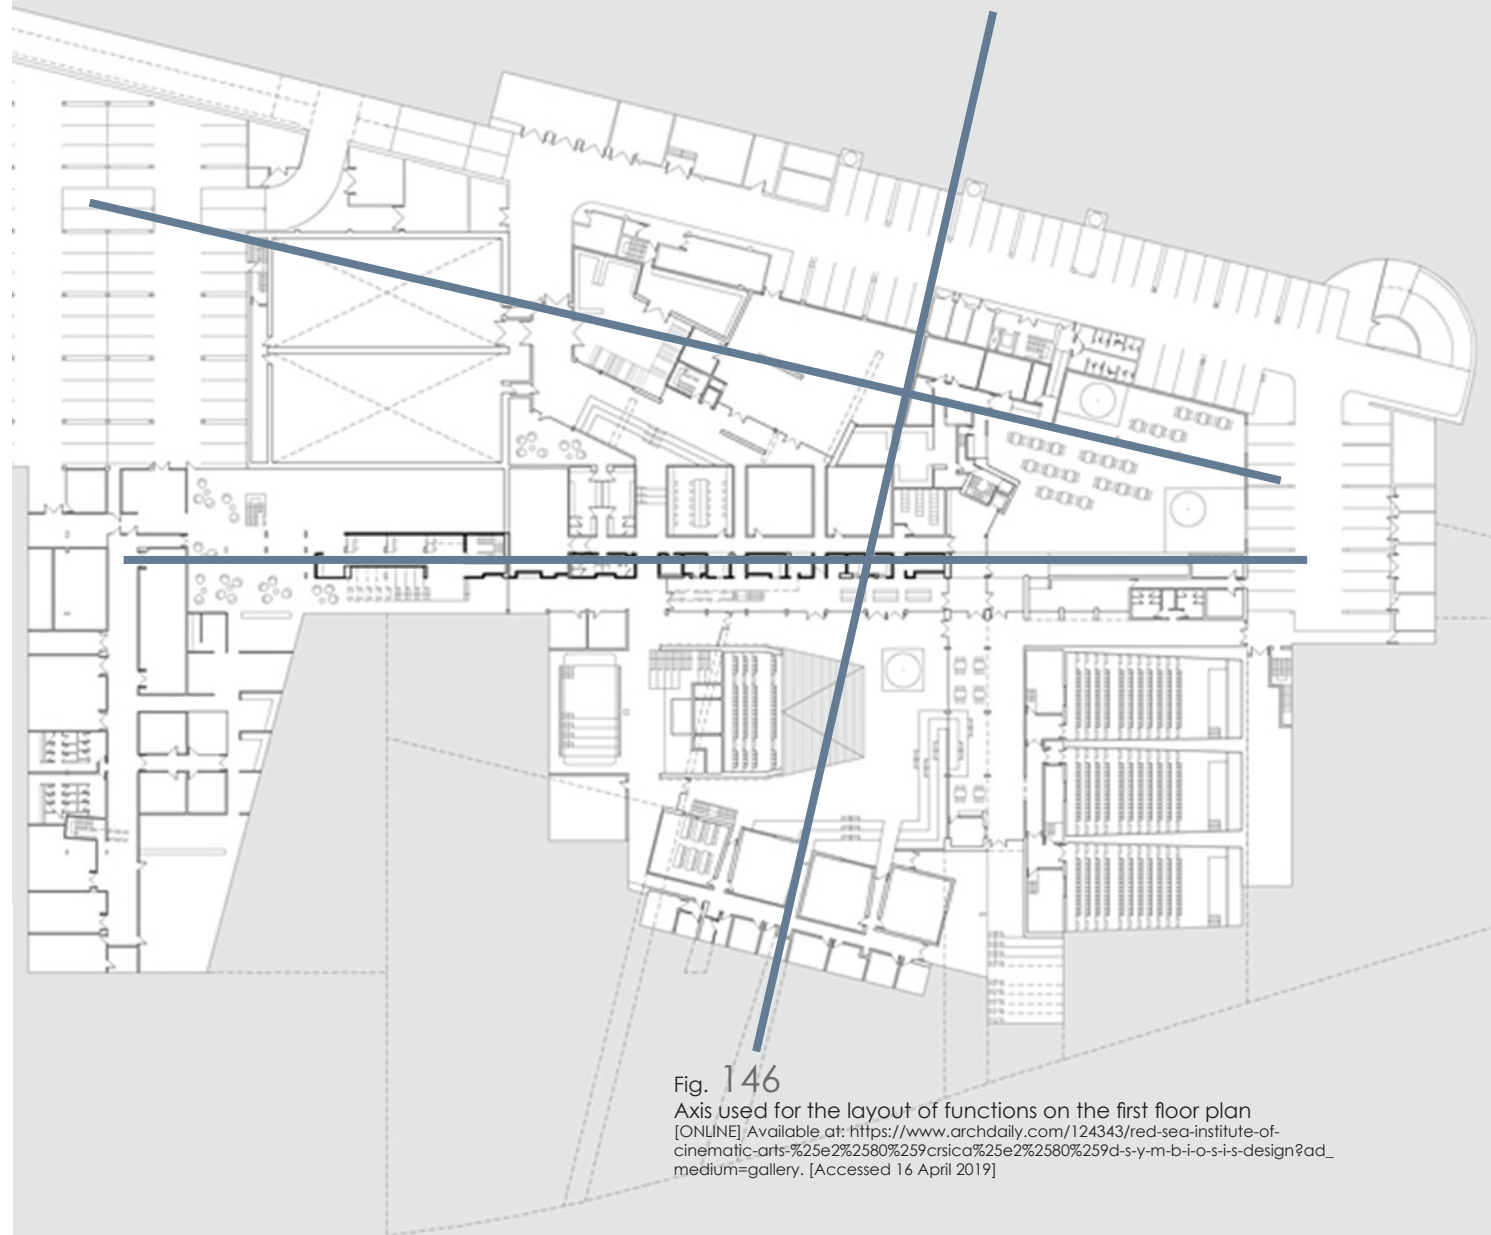 Fig. 146
Axis used for the layout of functions on the first floor plan
[ONLINE] Available at: https://www.archdaily.com/124343/red-sea-institute-of-
cinematic-arts-%25e2%2580%259crsica%25e2%2580%259d-s-y-m-b-i-o-s-i-s-design?ad_
medium=gallery. [Accessed 16 April 2019]